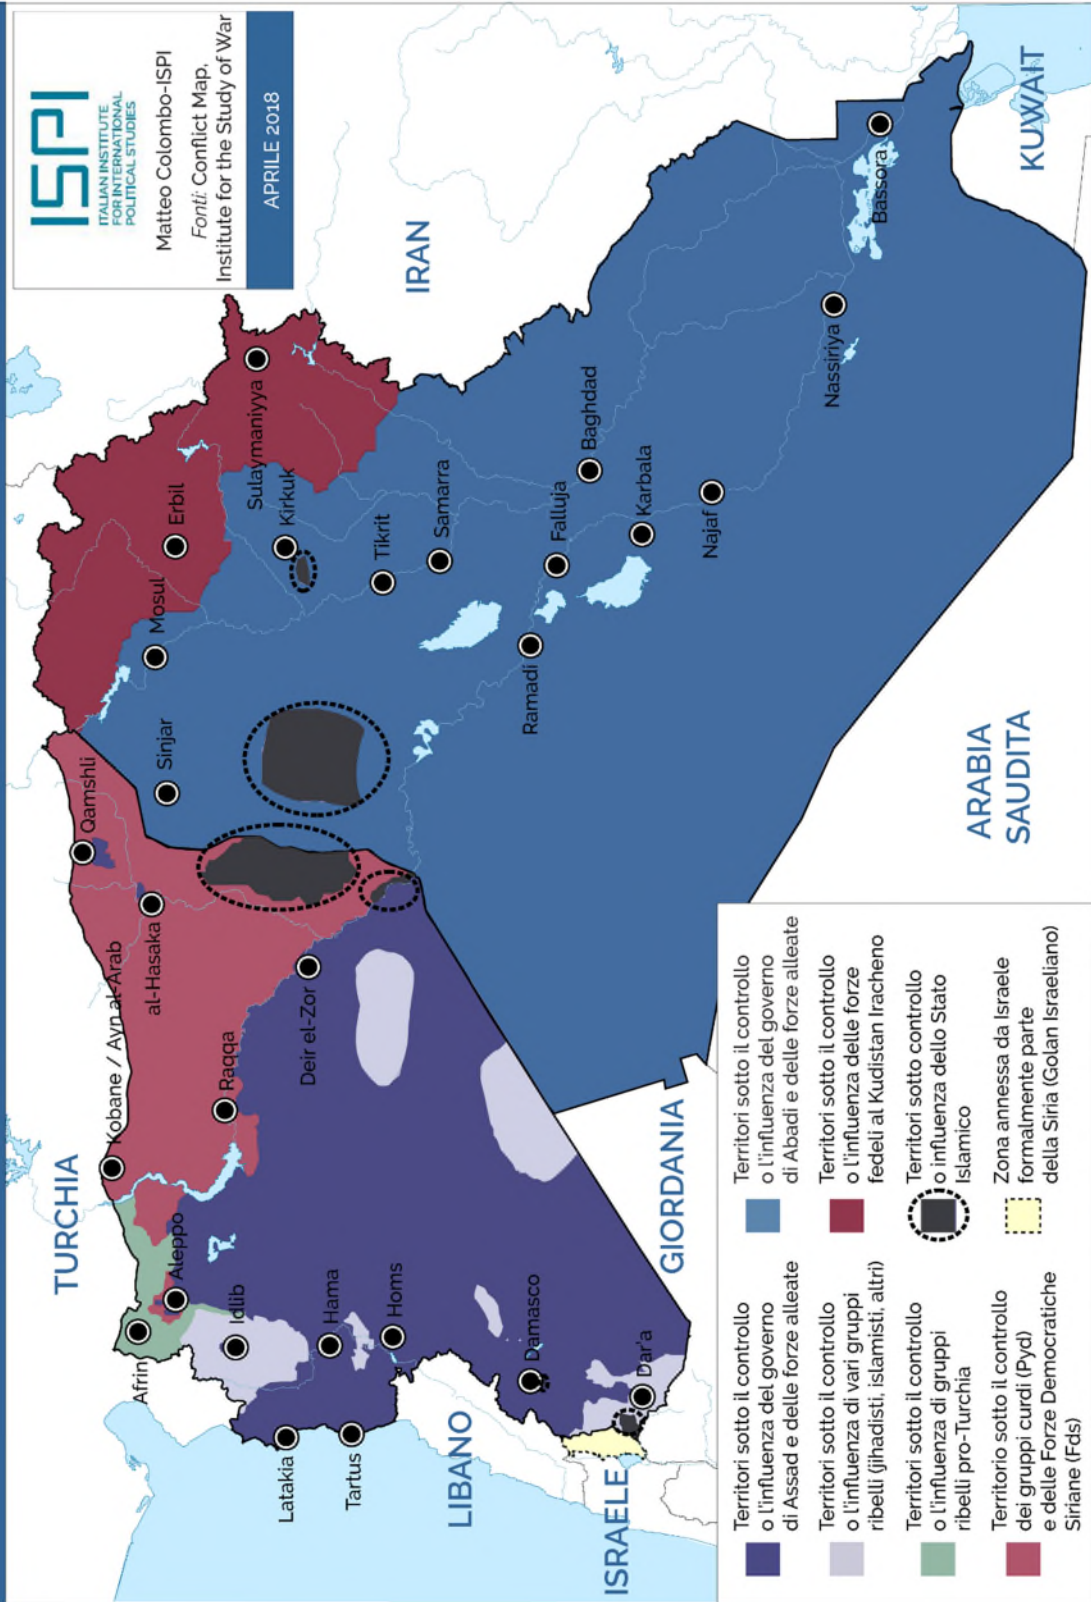 ISPI
ITALIAN INSTITUTE
FOR INTERNATIONAL
POLITICAL STUDIES
Matteo Colombo-ISPI
Fonti: Conflict Map,
Institute for the Study of War
APRILE 2018
TURCHIA
IRAN
KUWAIT
ARABIA
SAUDITA
GIORDANIA
LIBANO
ISRAELE
Afrin
Aleppo
Kobane / Ayn al-Arab
al-Hasaka
Qamshli
Sinjar
Mosul
Erbil
Sulaymaniyya
Kirkuk
Idlib
Raqqa
Latakia
Hama
Deir el-Zor
Tartus
Homs
Tikrit
Samarra
Damasco
Ramadi
Falluja
Baghdad
Dar'a
Karbala
Najaf
Nassiriya
Bassora
Territori sotto il controllo
o l'influenza del governo
di Assad e delle forze alleate
Territori sotto il controllo
o l'influenza di vari gruppi
ribelli (jihadisti, islamisti, altri)
Territori sotto il controllo
o l'influenza di gruppi
ribelli pro-Turchia
Territorio sotto il controllo
dei gruppi curdi (Pyd)
e delle Forze Democratiche
Siriane (Fds)
Territori sotto il controllo
o l'influenza del governo
di Abadi e delle forze alleate
Territori sotto il controllo
o l'influenza delle forze
fedeli al Kudistan Iracheno
Territori sotto controllo
o influenza dello Stato
Islamico
Zona annessa da Israele
formalmente parte
della Siria (Golan Israeliano)